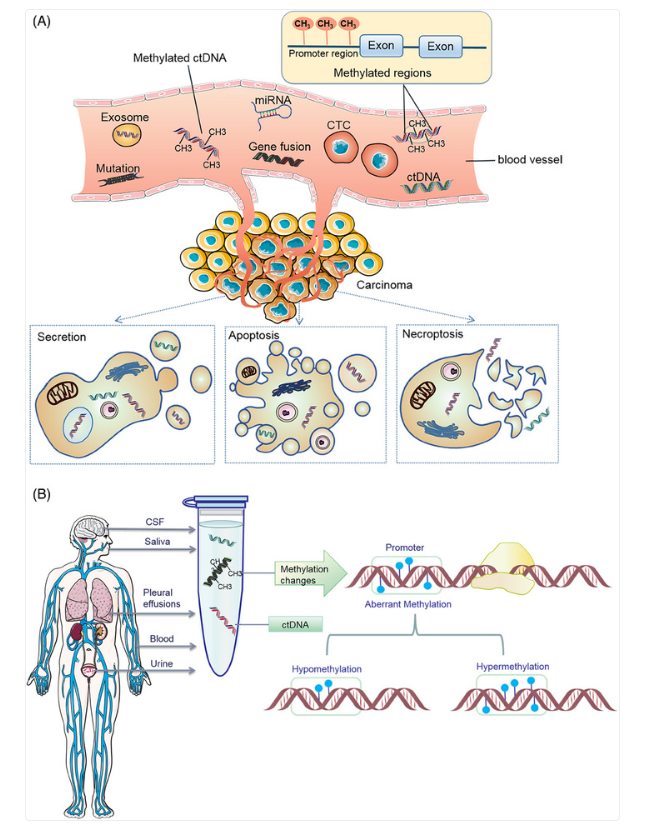 (A)
CH3 CH3 CH3
Exon Exon
Promoter region
Methylated regions
Methylated ctDNA
miRNA
Exosome
CTC
CH3
CH3
CH3
CH3
CH3
CH3
Gene fusion
Mutation
ctDNA
blood vessel
Carcinoma
Secretion
Apoptosis
Necroptosis
(B)
CSF
Saliva
Pleural
effusions
Blood
Urine
CH
CH3
CH3
Methylation
changes
ctDNA
Promoter
Aberrant Methylation
Hypomethylation
Hypermethylation